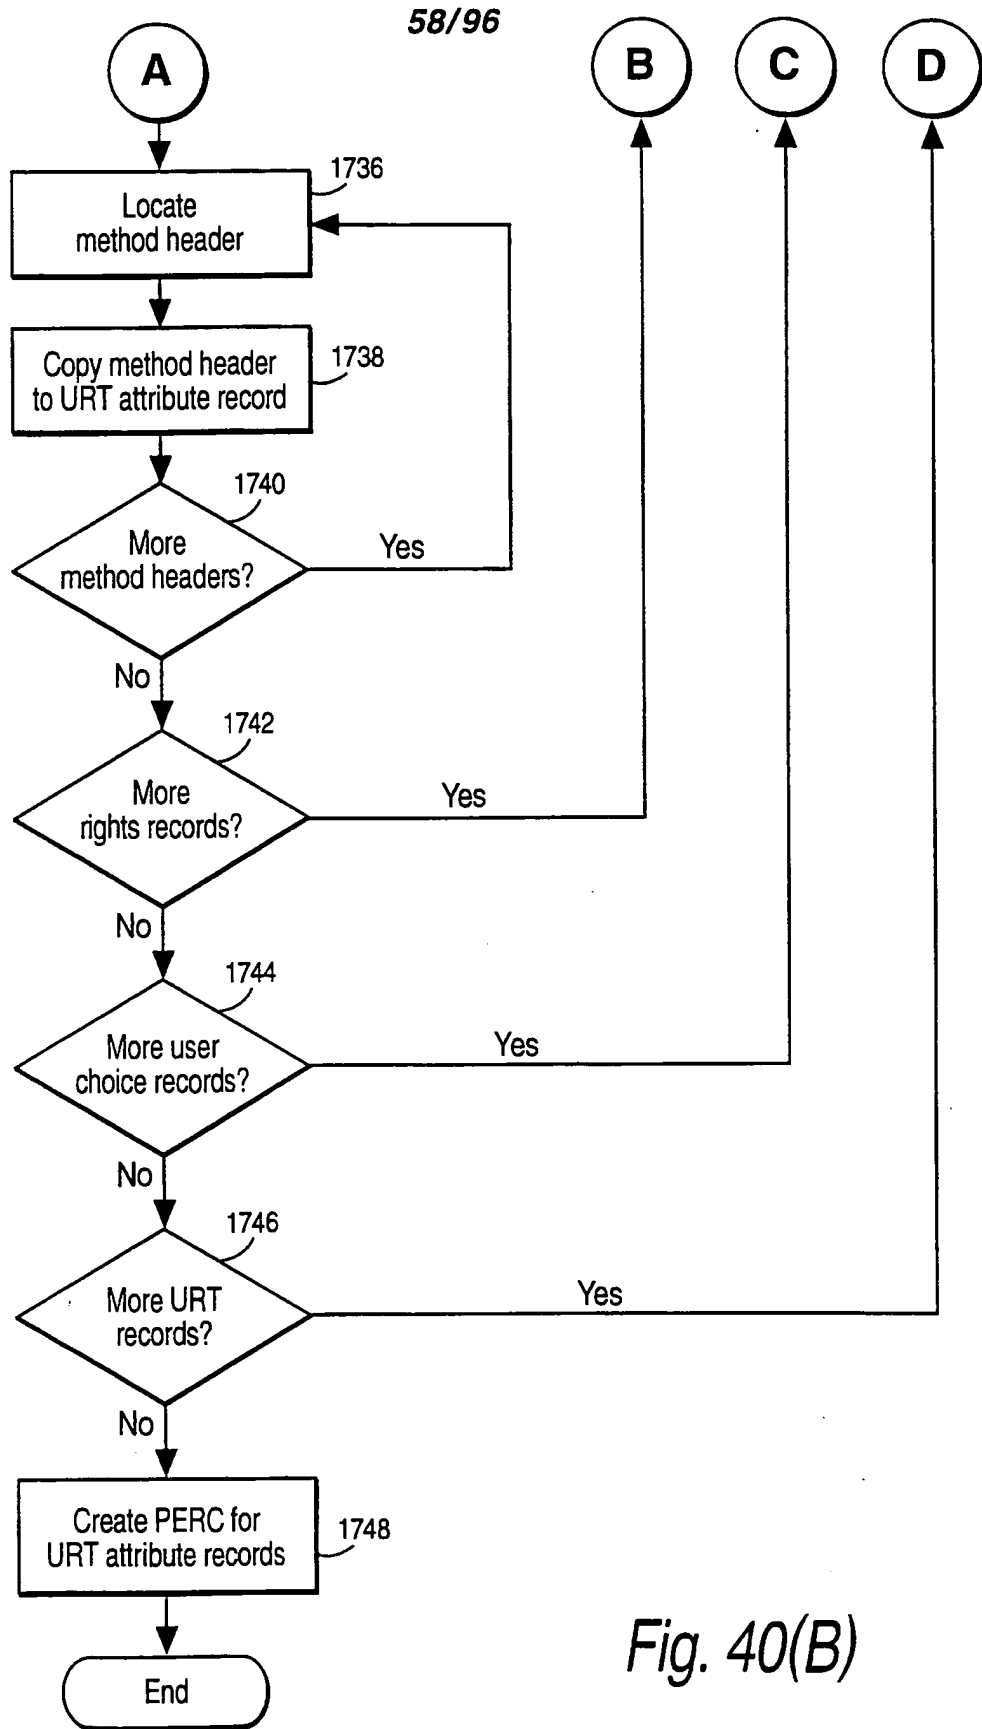 58/96
A
B
C
D
1736
Locate
method header
1738
Copy method header
to URT attribute record
1740
More
method headers?
Yes
No
1742
More
rights records?
Yes
No
1744
More user
choice records?
Yes
No
1746
More URT
records?
Yes
No
Create PERC for
URT attribute records
1748
End
Fig. 40(B)